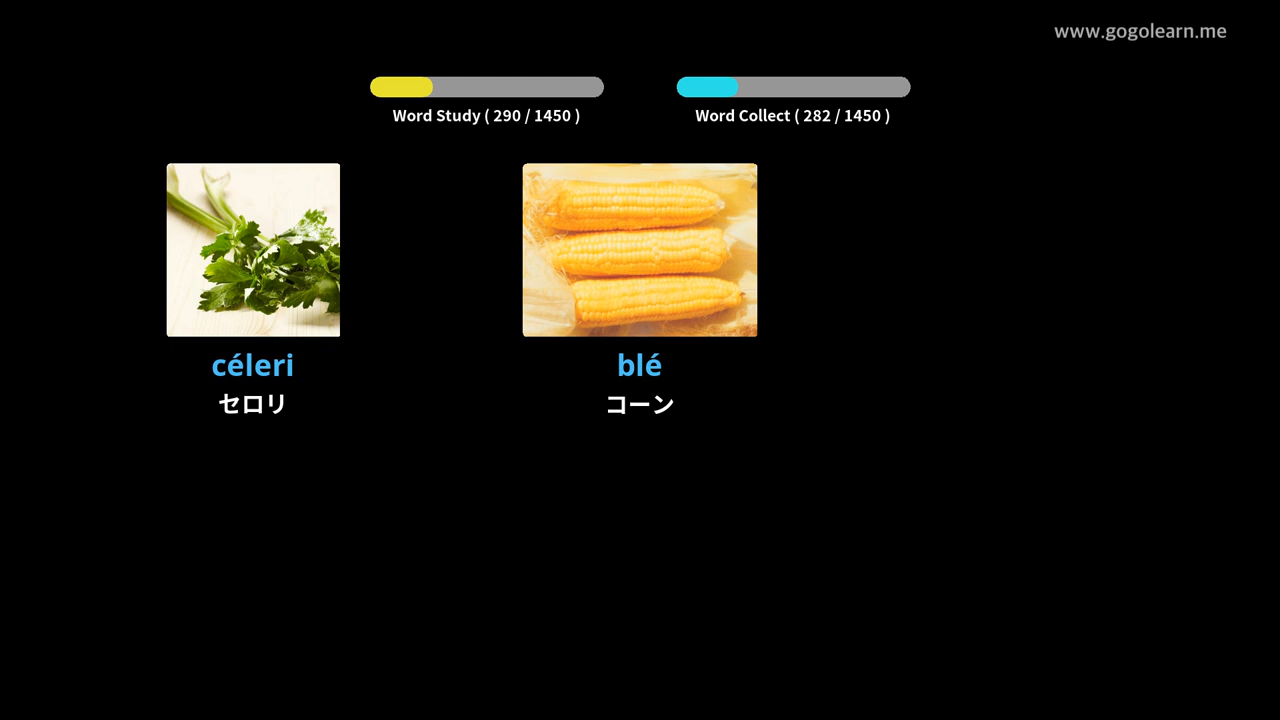 www.gogolearn.me
Word Study ( 290 / 1450 )
Word Collect ( 282 / 1450 )
céleri
セロリ
blé
コーン